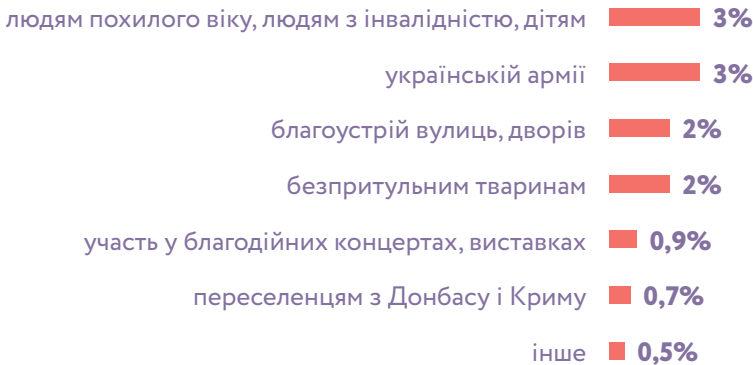 людям похилого віку, людям з інвалідністю, дітям 3%
українській армії 3%
благоустрій вулиць, дворів 2%
безпритульним тваринам 2%
участь у благодійних концертах, виставках 0,9%
переселенцям з Донбасу і Криму 0,7%
інше 0,5%